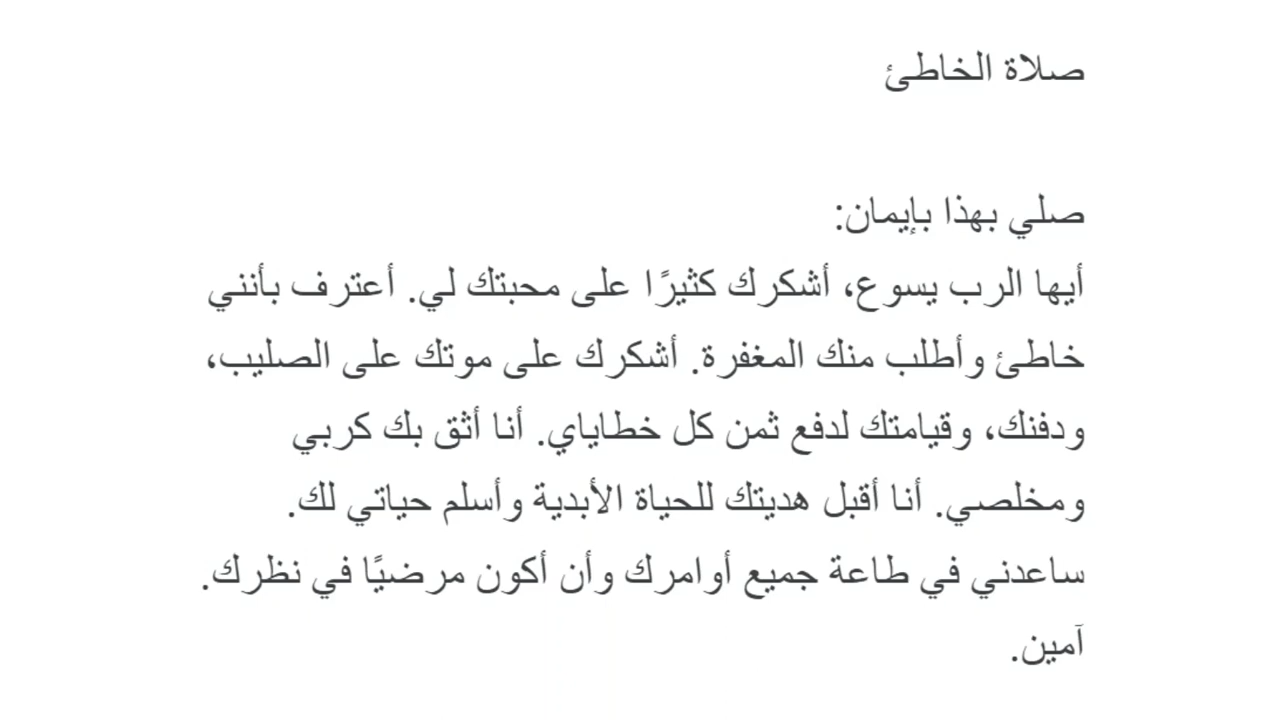 صلاة الخاطئ
صلي بهذا بإيمان:
أيها الرب يسوع، أشكرك كثيرًا على محبتك لي. أعترف بأنني
خاطئ وأطلب منك المغفرة. أشكرك على موتك على الصليب،
ودفنك، وقيامتك لدفع ثمن كل خطاياي. أنا أثق بك كربي
ومخلصي. أنا أقبل هديتك للحياة الأبدية وأسلم حياتي لك.
ساعدني في طاعة جميع أوامرك وأن أكون مرضيًا في نظرك.
آمين.